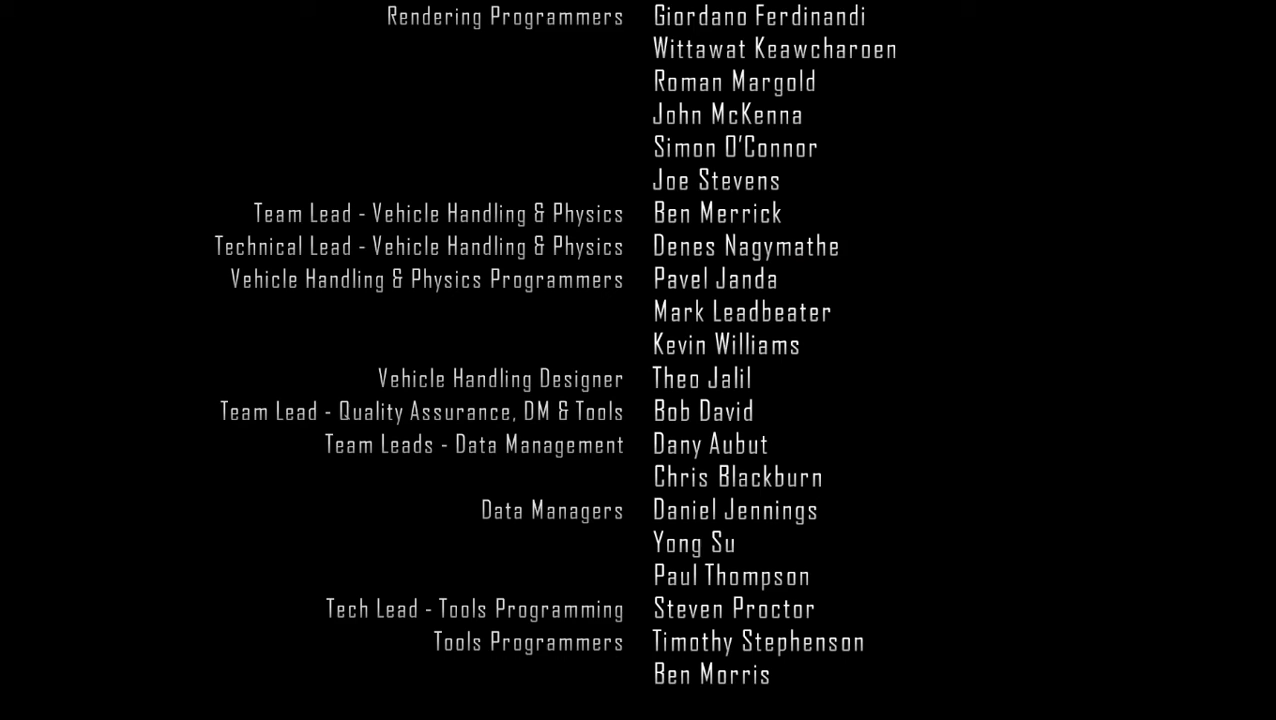 Rendering Programmers Giordano Ferdinandi
Wittawat Keawcharoen
Roman Margold
John McKenna
Simon O'Connor
Joe Stevens
Team Lead - Vehicle Handling & Physics Ben Merrick
Technical Lead - Vehicle Handling & Physics Denes Nagymathe
Vehicle Handling & Physics Programmers Pavel Janda
Mark Leadbeater
Kevin Williams
Vehicle Handling Designer Theo Jalil
Team Lead - Quality Assurance, DM & Tools Bob David
Team Leads - Data Management Dany Aubut
Chris Blackburn
Data Managers Daniel Jennings
Yong Su
Paul Thompson
Tech Lead - Tools Programming Steven Proctor
Tools Programmers Timothy Stephenson
Ben Morris